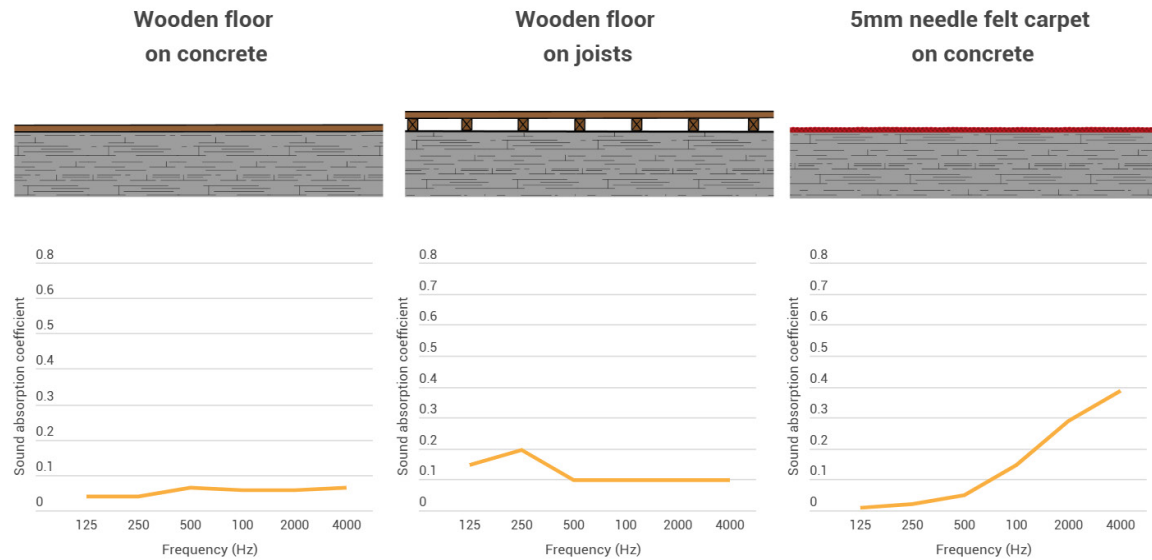 Wooden floor
on concrete
Wooden floor
on joists
5mm needle felt carpet
on concrete
Sound absorption coefficient
0.8
0.6
0.5
0.4
0.3
0.2
0.1
0
125 250 500 100 2000 4000
Frequency (Hz)
Sound absorption coefficient
0.8
0.7
0.6
0.5
0.4
0.3
0.2
0.1
0
125 250 500 100 2000 4000
Frequency (Hz)
Sound absorption coefficient
0.8
0.7
0.6
0.5
0.4
0.3
0.2
0.1
0
125 250 500 100 2000 4000
Frequency (Hz)